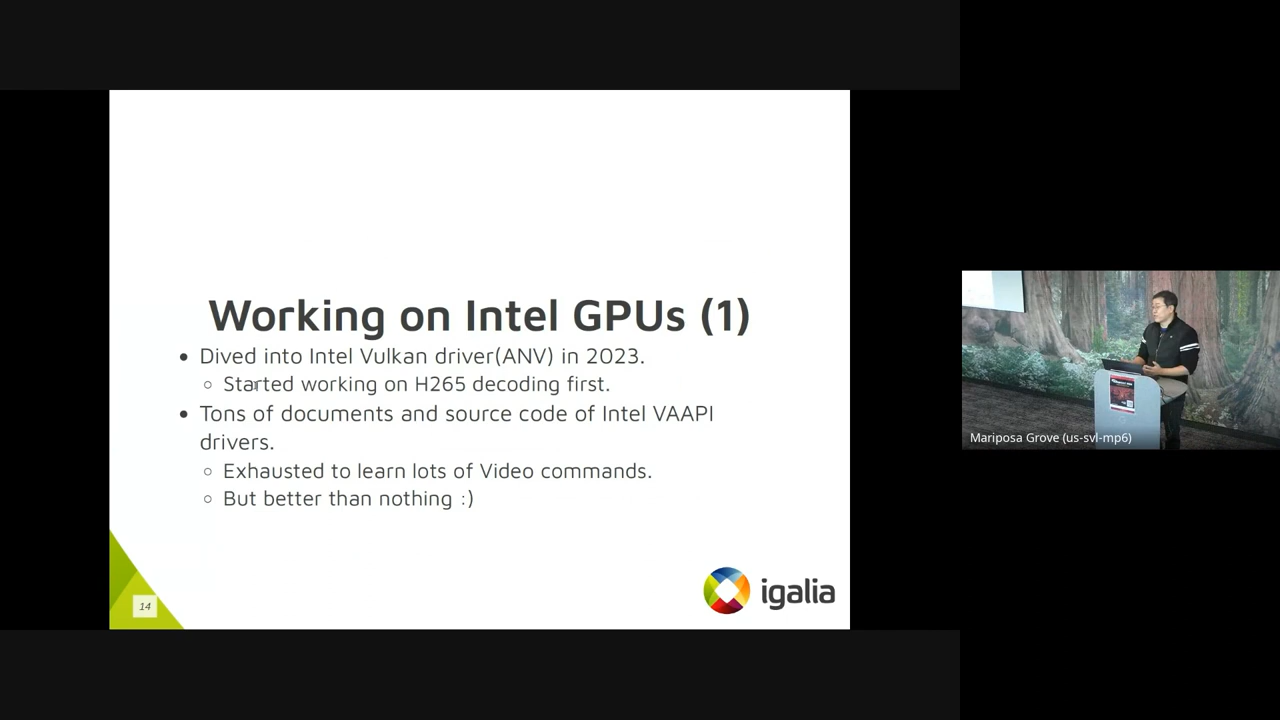 Working on Intel GPUs (1)
• Dived into Intel Vulkan driver(ANV) in 2023.
○ Started working on H265 decoding first.
• Tons of documents and source code of Intel VAAPI
drivers.
○ Exhausted to learn lots of Video commands.
○ But better than nothing :)
14
igalia
Mariposa Grove (us-svl-mp6)